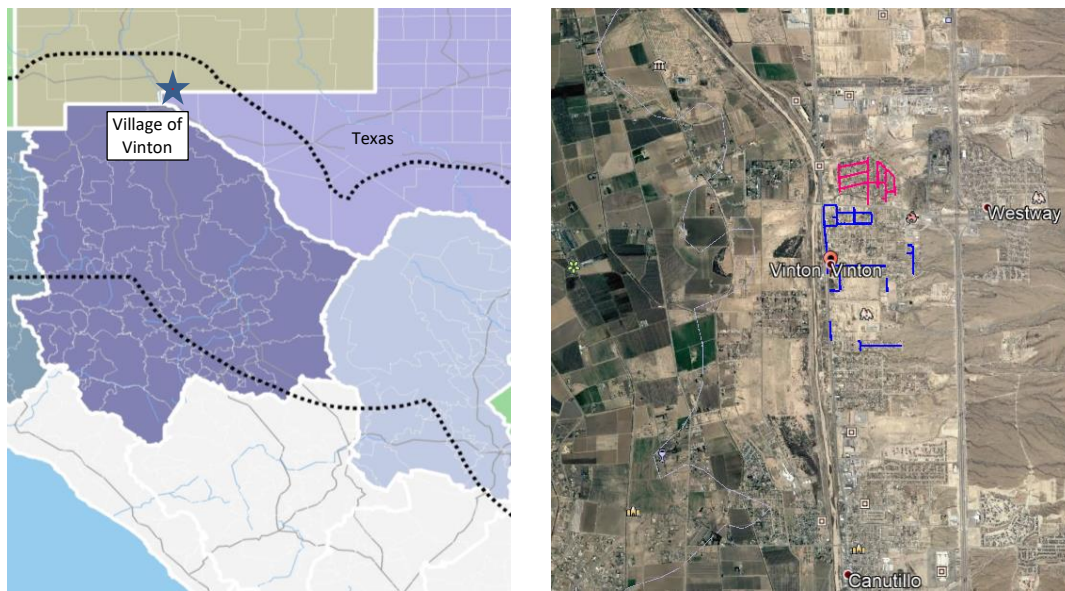 Village of
Vinton
Texas
Westway
Vinton Vinton
Canutillo